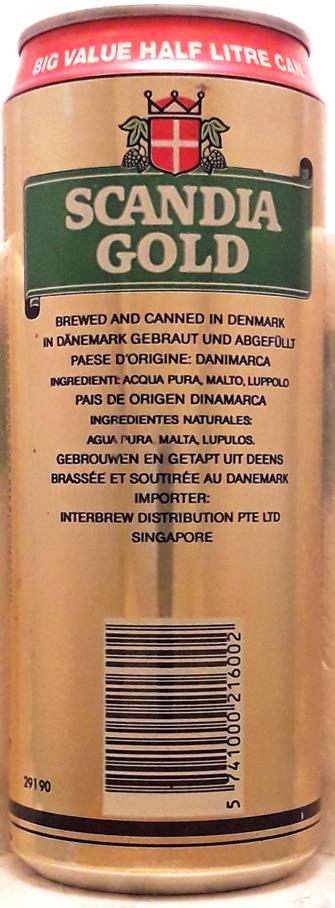 BIG VALUE HALF LITRE CAN
SCANDIA
GOLD
BREWED AND CANNED IN DENMARK
IN DÄNEMARK GEBRAUT UND ABGEFÜLLT
PAESE D'ORIGINE: DANIMARCA
INGREDIENTI: ACQUA PURA, MALTO, LUPPOLO
PAIS DE ORIGEN DINAMARCA
INGREDIENTES NATURALES:
AGUA PURA, MALTA, LUPULOS.
GEBROUWEN EN GETAPT UIT DEENS
BRASSÉE ET SOUTIRÉE AU DANEMARK
IMPORTER:
INTERBREW DISTRIBUTION PTE LTD
SINGAPORE
5 741000 216002
29190